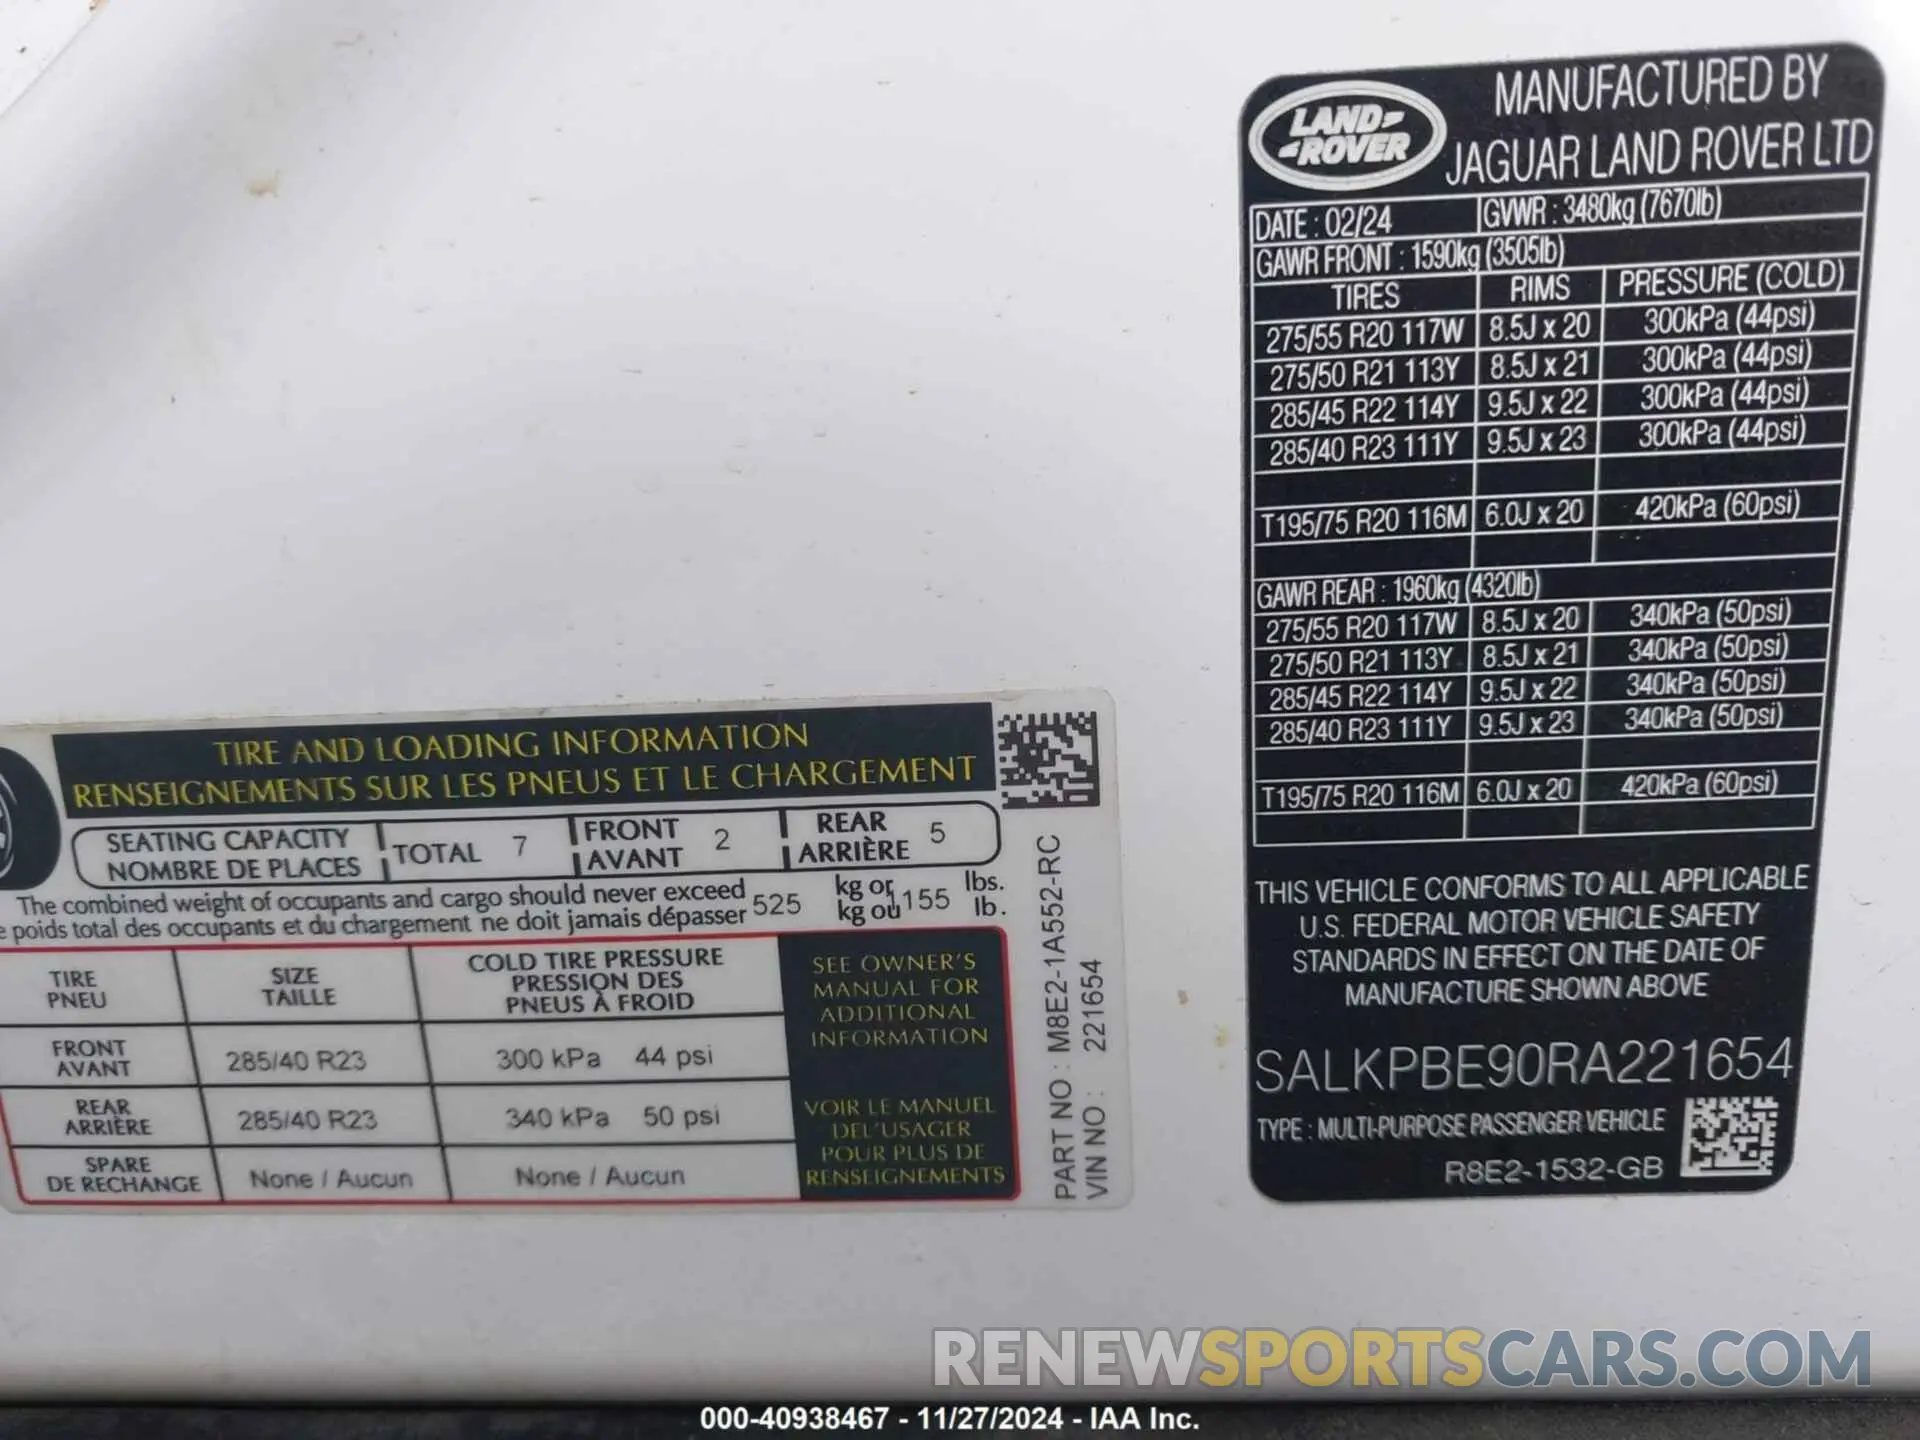 TIRE AND LOADING INFORMATION
RENSEIGNEMENTS SUR LES PNEUS ET LE CHARGEMENT
SEATING CAPACITY
NOMBRE DE PLACES
TOTAL 7
FRONT
AVANT
2
REAR
ARRIÈRE
5
The combined weight of occupants and cargo should never exceed
e poids total des occupants et du chargement ne doit jamais dépasser
525
kg or
kg ou
1155
lbs.
lb.
TIRE
PNEU
SIZE
TAILLE
COLD TIRE PRESSURE
PRESSION DES
PNEUS À FROID
FRONT
AVANT
285/40 R23
300 kPa 44 psi
REAR
ARRIÈRE
285/40 R23
340 kPa 50 psi
SPARE
DE RECHANGE
None / Aucun
None / Aucun
SEE OWNER'S
MANUAL FOR
ADDITIONAL
INFORMATION
VOIR LE MANUEL
DEL'USAGER
POUR PLUS DE
RENSEIGNEMENTS
PART NO : M8E2-1A552-RC
VIN NO : 221654
LAND-
-ROVER
MANUFACTURED BY
JAGUAR LAND ROVER LTD
DATE : 02/24 GVWR : 3480kg (7670lb)
GAWR FRONT : 1590kg (3505lb)
TIRES RIMS PRESSURE (COLD)
275/55 R20 117W 8.5J x 20 300kPa (44psi)
275/50 R21 113Y 8.5J x 21 300kPa (44psi)
285/45 R22 114Y 9.5J x 22 300kPa (44psi)
285/40 R23 111Y 9.5J x 23 300kPa (44psi)
T195/75 R20 116M 6.0J x 20 420kPa (60psi)
GAWR REAR : 1960kg (4320lb)
275/55 R20 117W 8.5J x 20 340kPa (50psi)
275/50 R21 113Y 8.5J x 21 340kPa (50psi)
285/45 R22 114Y 9.5J x 22 340kPa (50psi)
285/40 R23 111Y 9.5J x 23 340kPa (50psi)
T195/75 R20 116M 6.0J x 20 420kPa (60psi)
THIS VEHICLE CONFORMS TO ALL APPLICABLE
U.S. FEDERAL MOTOR VEHICLE SAFETY
STANDARDS IN EFFECT ON THE DATE OF
MANUFACTURE SHOWN ABOVE
SALKPBE90RA221654
TYPE : MULTI-PURPOSE PASSENGER VEHICLE
R8E2-1532-GB
RENEWSPORTSCARS.COM
000-40938467 - 11/27/2024 - IAA Inc.